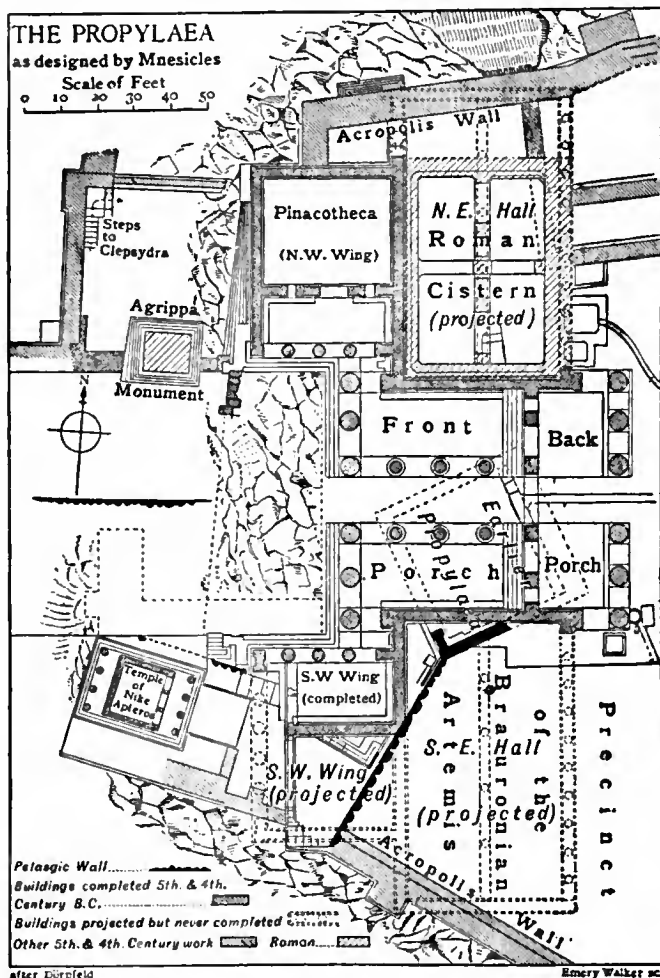 THE PROPYLAEA
as designed by Mnesicles
Scale of Feet
0 10 20 30 40 50
Acropolis Wall
Steps
to
Clepsydra
Pinacotheca
(N.W. Wing)
N. E. Hall
Roman
Cistern
(projected)
Agrippa
Monument
N
Front
Back
Earlier
Propylaea
Porch
Porch
S.W Wing
(completed)
Temple
of
Nike
Apteros
S. W. Wing
(projected)
S. E. Hall
(projected)
Precinct
of the
Brauronian
Artemis
Acropolis Wall
Pelasgic Wall
Buildings completed 5th. & 4th.
Century B.C.
Buildings projected but never completed
Other 5th. & 4th. Century work Roman
after Dörpfeld
Emery Walker sc.